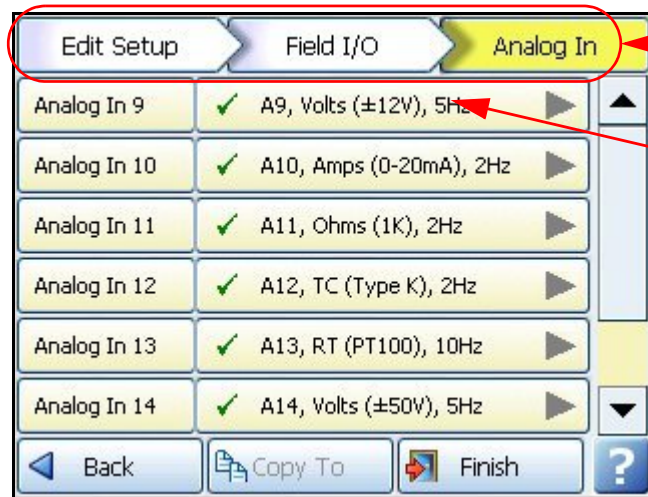 Edit Setup Field I/O Analog In
Analog In 9 A9, Volts (±12V), 5Hz
Analog In 10 A10, Amps (0-20mA), 2Hz
Analog In 11 A11, Ohms (1K), 2Hz
Analog In 12 A12, TC (Type K), 2Hz
Analog In 13 A13, RT (PT100), 10Hz
Analog In 14 A14, Volts (±50V), 5Hz
Back Copy To Finish ?